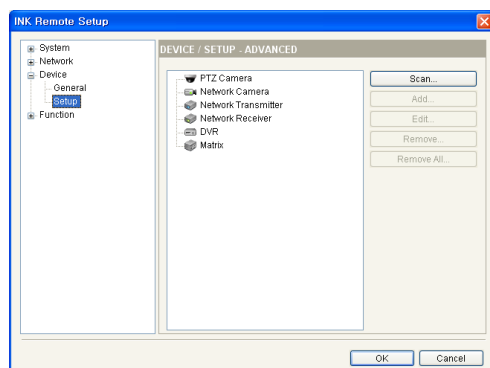 INK Remote Setup
System
Network
Device
General
Setup
Function
DEVICE / SETUP - ADVANCED
PTZ Camera
Network Camera
Network Transmitter
Network Receiver
DVR
Matrix
Scan...
Add...
Edit...
Remove...
Remove All...
OK
Cancel